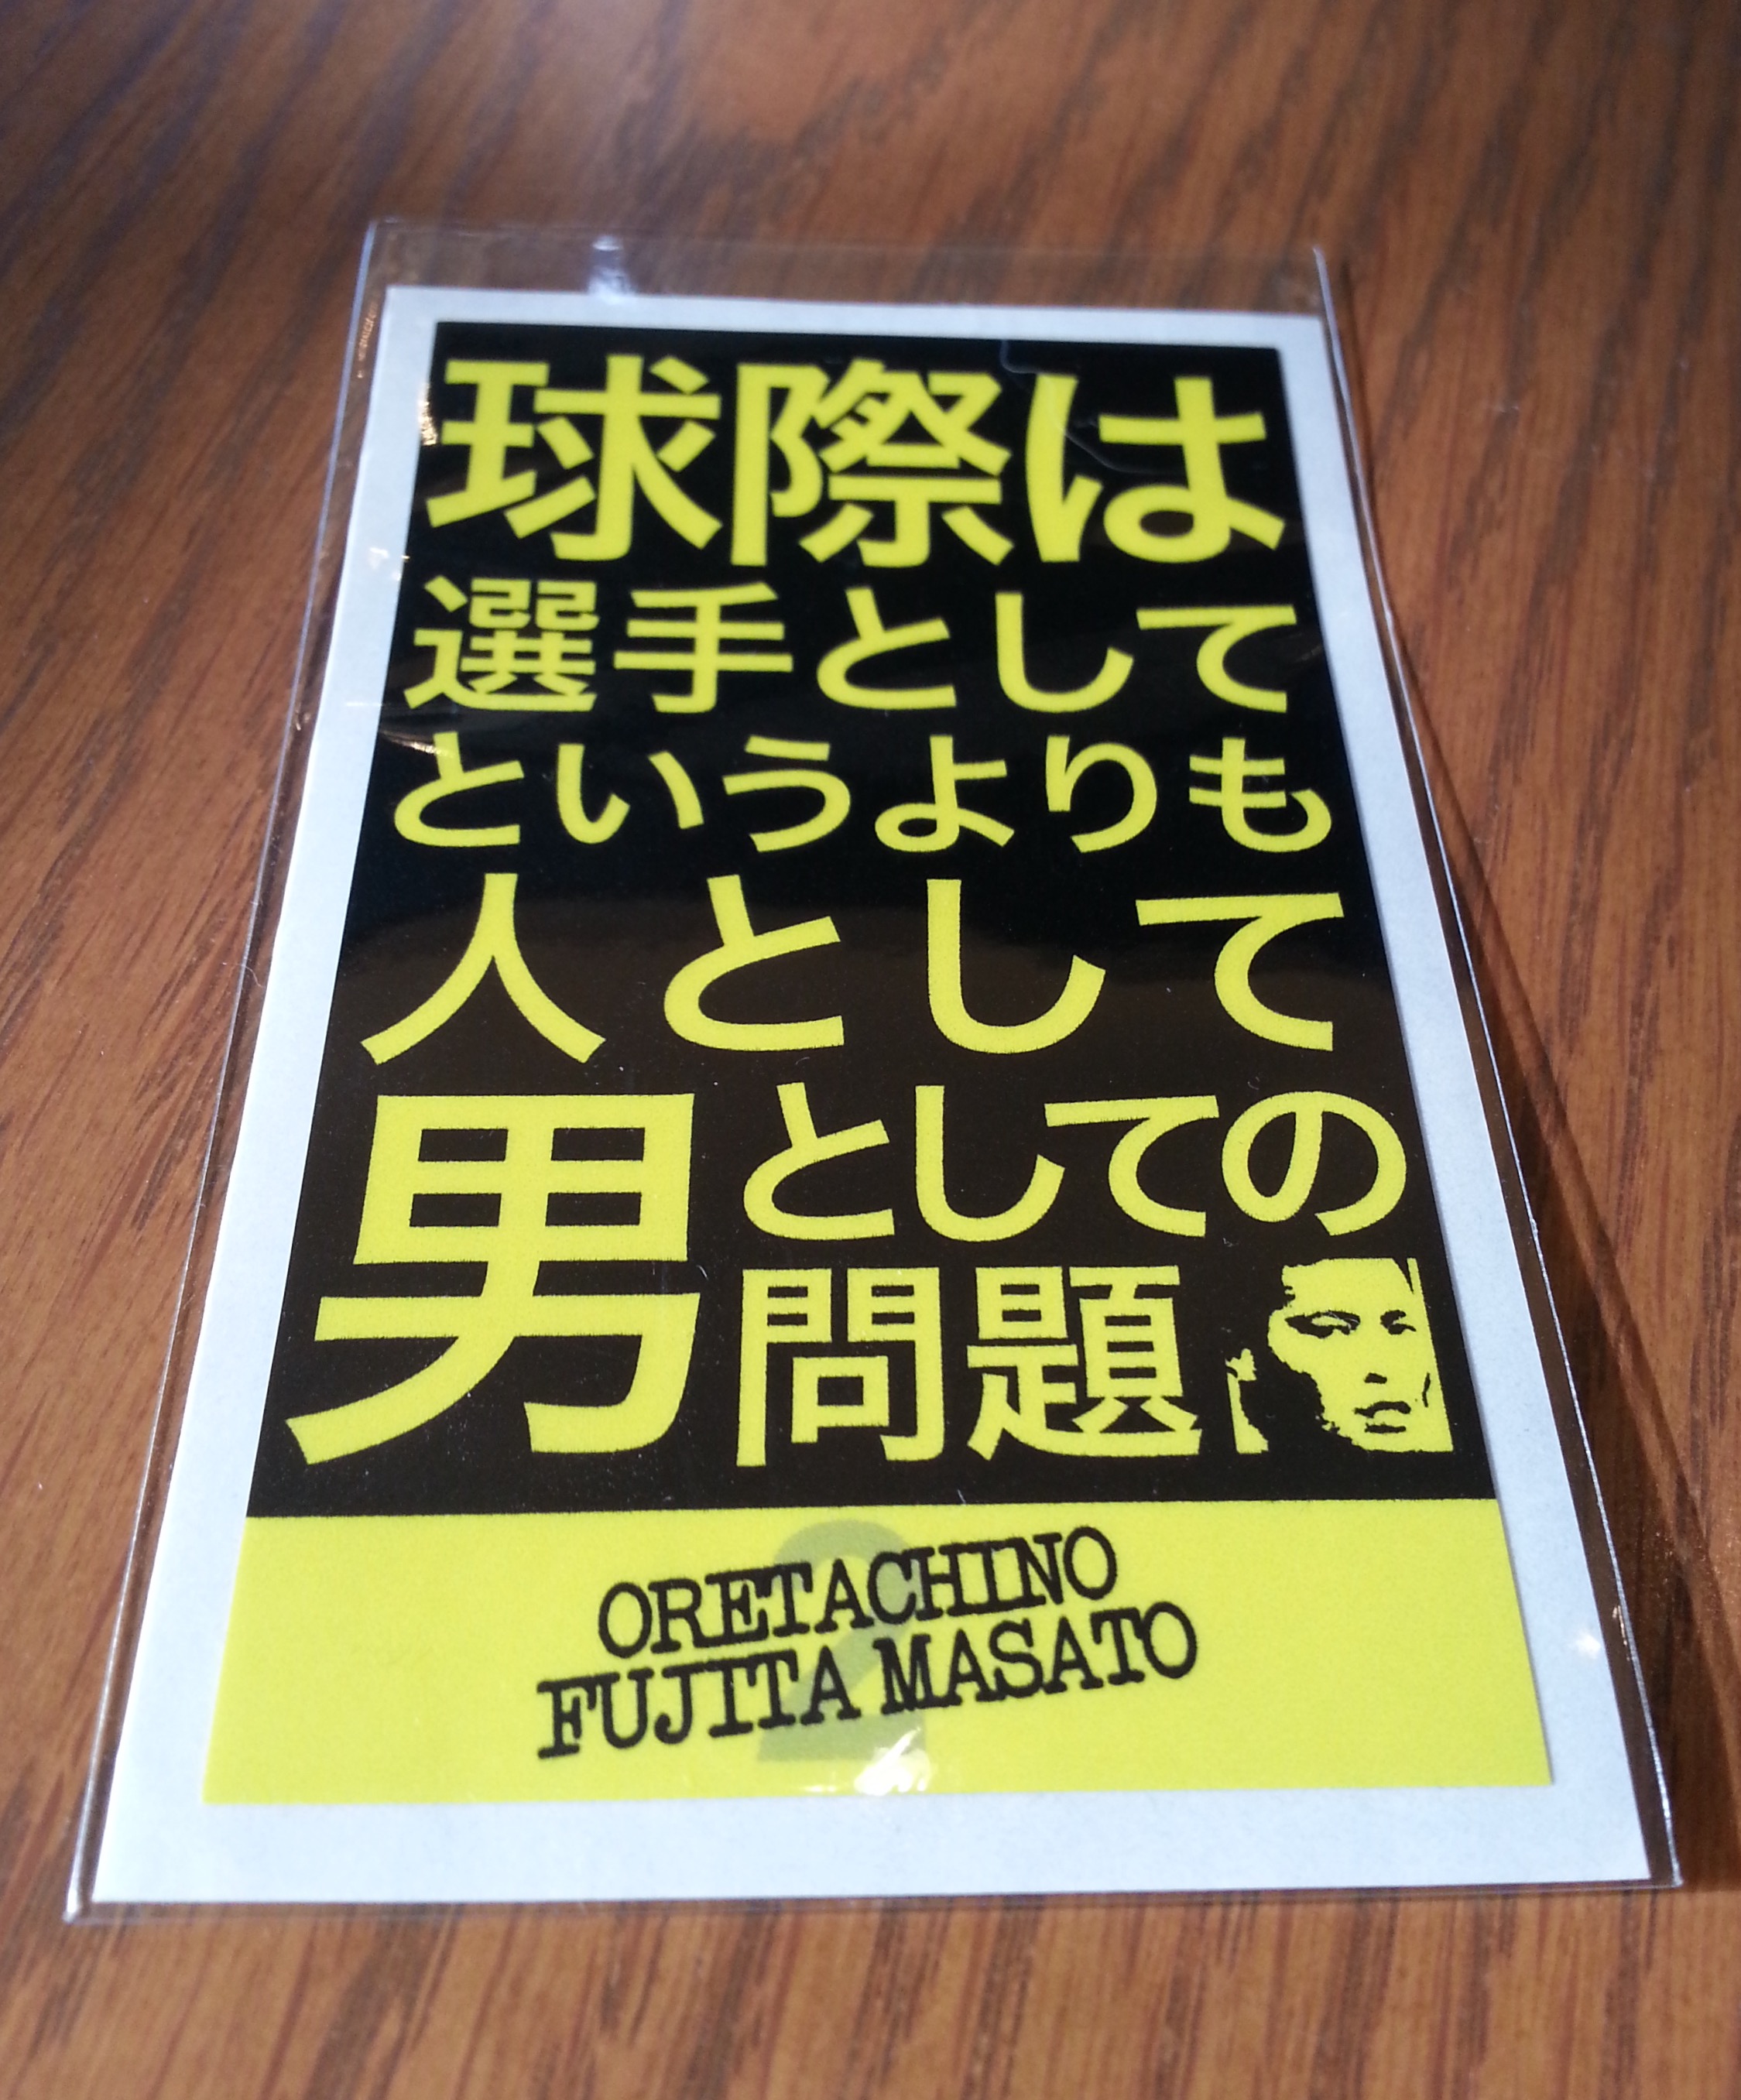 球際は
選手として
というよりも
人として
男としての
問題
2
ORETACHINO
FUJITA MASATO